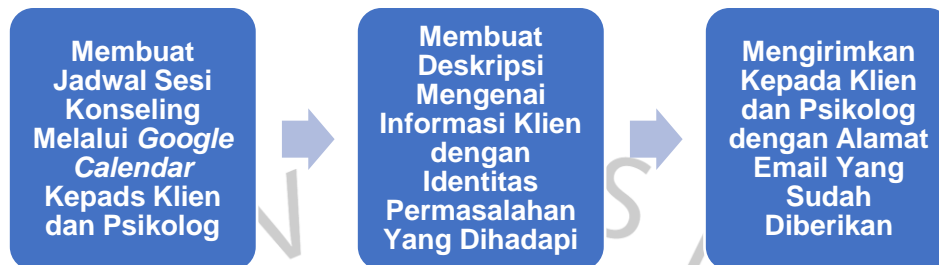 Membuat
Jadwal Sesi
Konseling
Melalui Google
Calendar
Kepads Klien
dan Psikolog
Membuat
Deskripsi
Mengenai
Informasi Klien
dengan
Identitas
Permasalahan
Yang Dihadapi
Mengirimkan
Kepada Klien
dan Psikolog
dengan Alamat
Email Yang
Sudah
Diberikan